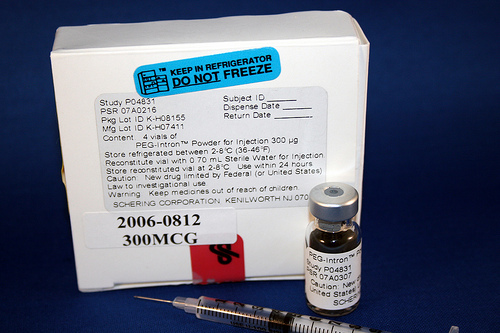 KEEP IN REFRIGERATOR
DO NOT FREEZE
Study P04831
PSR 07A0216
Pkg Lot ID K-H08155
Mfg Lot ID K-H07411
Content: 4 vials of
PEG-Intron™ Powder for Injection 300 µg
Store refrigerated between 2-8°C (36-46°F)
Reconstitute vial with 0.70 mL Sterile Water for Injection
Store reconstituted vial at 2-8°C Use within 24 hours
Caution: New drug limited by Federal (or United States)
Law to investigational use
Warning: Keep medicines out of reach of children.
SCHERING CORPORATION KENILWORTH NJ 070
Subject ID
Dispense Date
Return Date
2006-0812
300MCG
PEG-Intron™ P
Study P04831
PSR 07A0307
Caution: New
United States
SCHE